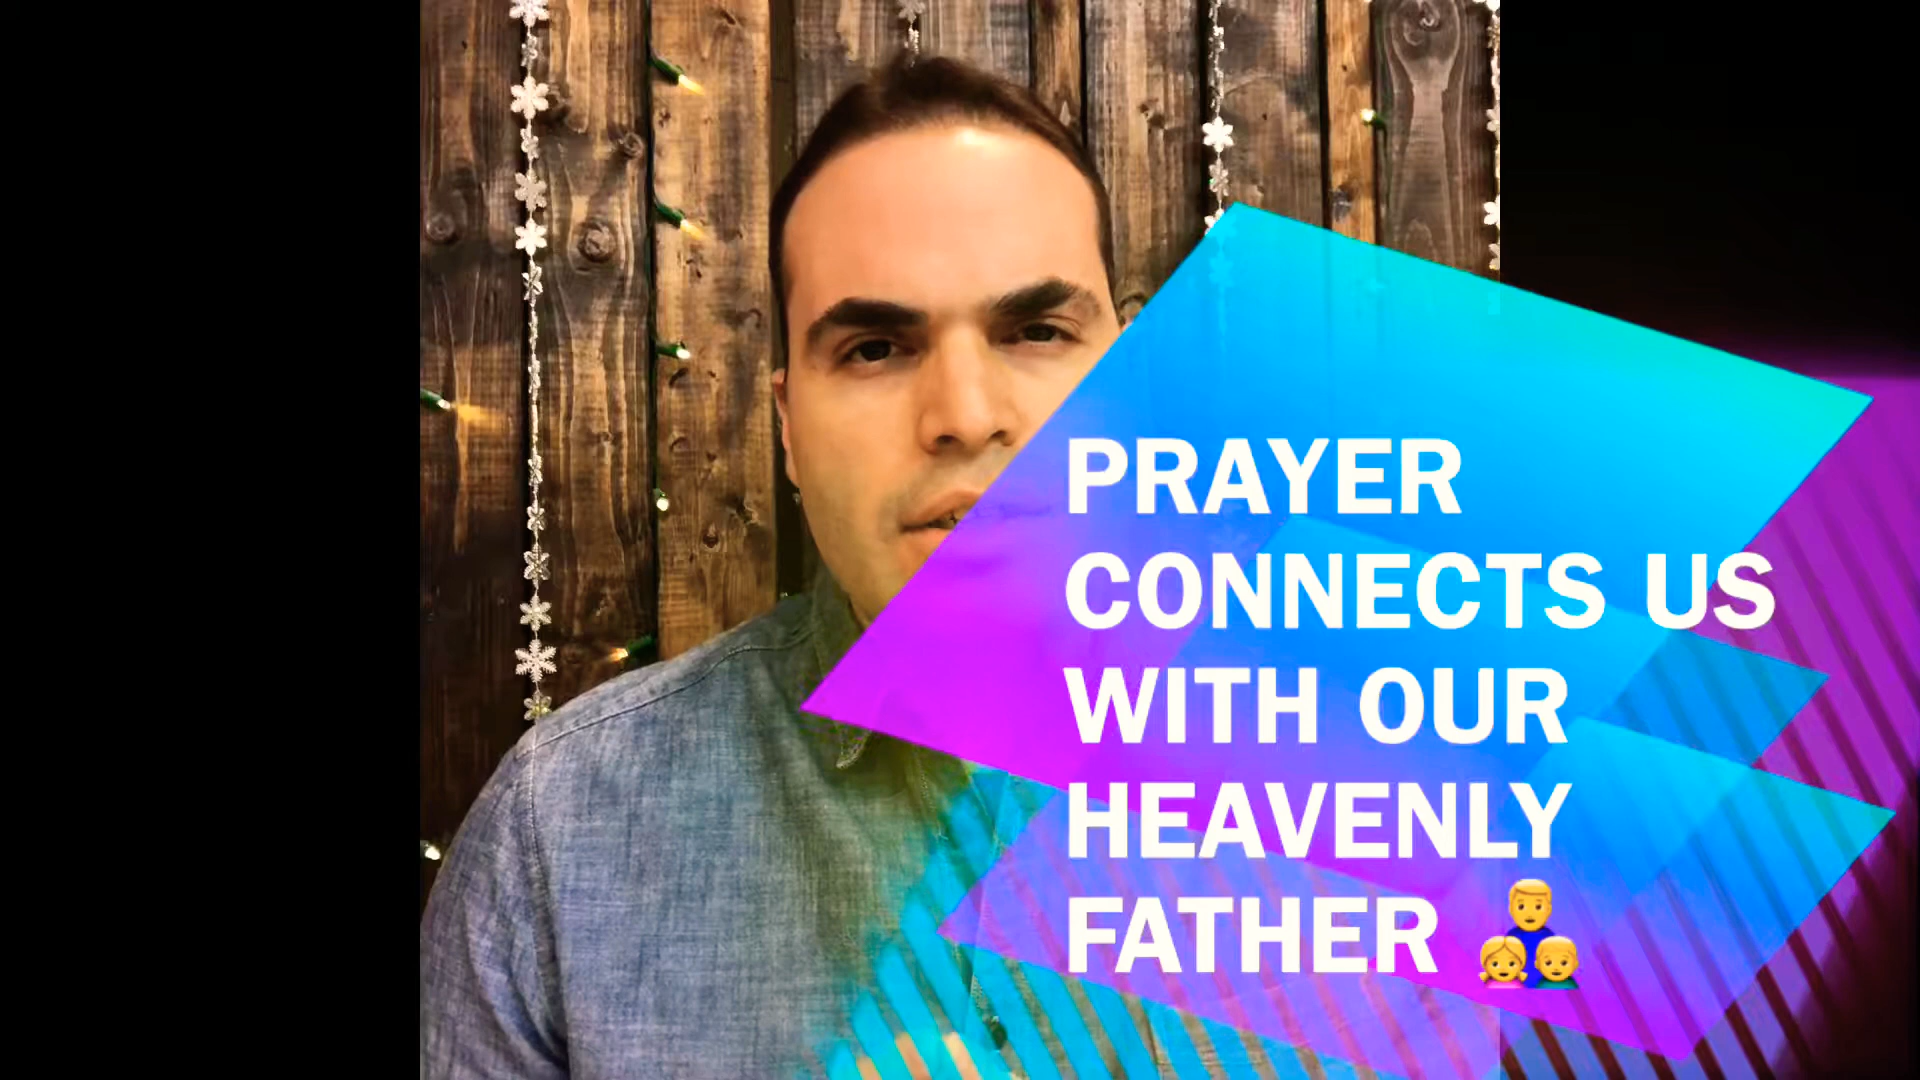 PRAYER
CONNECTS US
WITH OUR
HEAVENLY
FATHER 👨‍👧‍👦